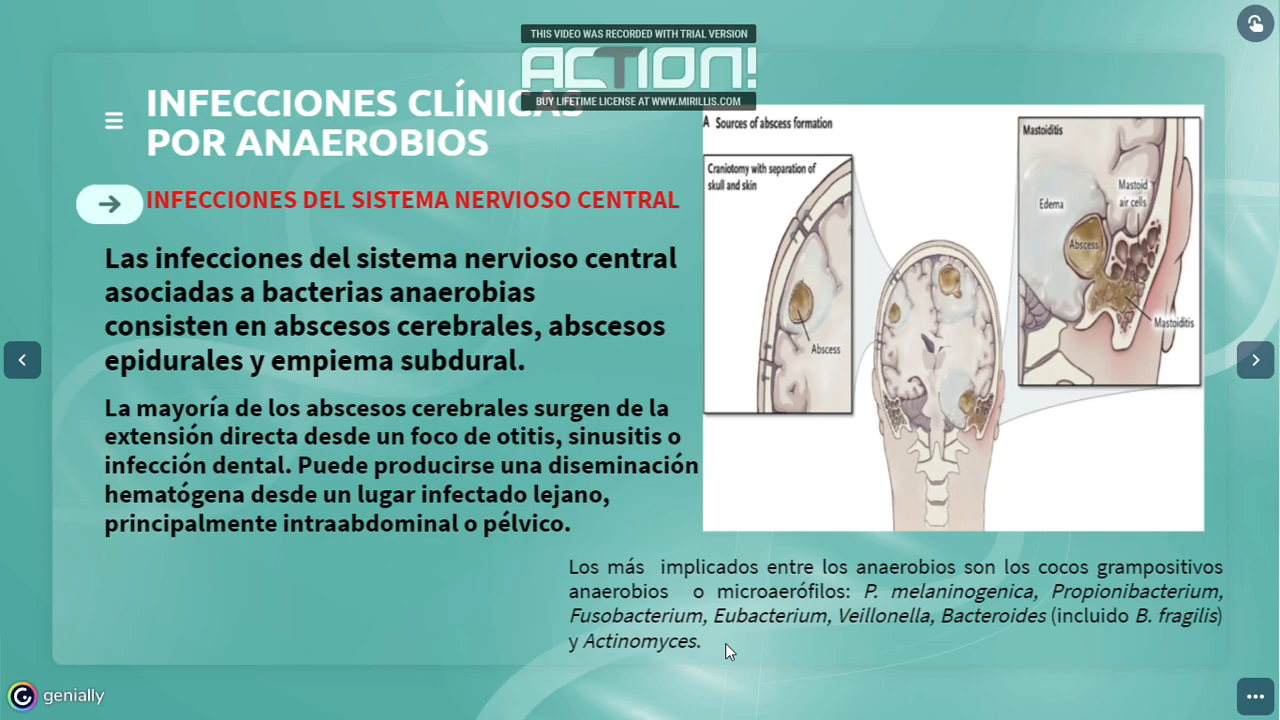 THIS VIDEO WAS RECORDED WITH TRIAL VERSION
ACTION!
BUY LIFETIME LICENSE AT WWW.MIRILLIS.COM
INFECCIONES CLÍNICAS
POR ANAEROBIOS
INFECCIONES DEL SISTEMA NERVIOSO CENTRAL
Las infecciones del sistema nervioso central
asociadas a bacterias anaerobias
consisten en abscesos cerebrales, abscesos
epidurales y empiema subdural.
La mayoría de los abscesos cerebrales surgen de la
extensión directa desde un foco de otitis, sinusitis o
infección dental. Puede producirse una diseminación
hematógena desde un lugar infectado lejano,
principalmente intraabdominal o pélvico.
A Sources of abscess formation
Craniotomy with separation of
skull and skin
Abscess
Mastoiditis
Edema
Mastoid
air cells
Abscess
Mastoiditis
Los más implicados entre los anaerobios son los cocos grampositivos
anaerobios o microaerófilos: P. melaninogenica, Propionibacterium,
Fusobacterium, Eubacterium, Veillonella, Bacteroides (incluido B. fragilis)
y Actinomyces.
genially